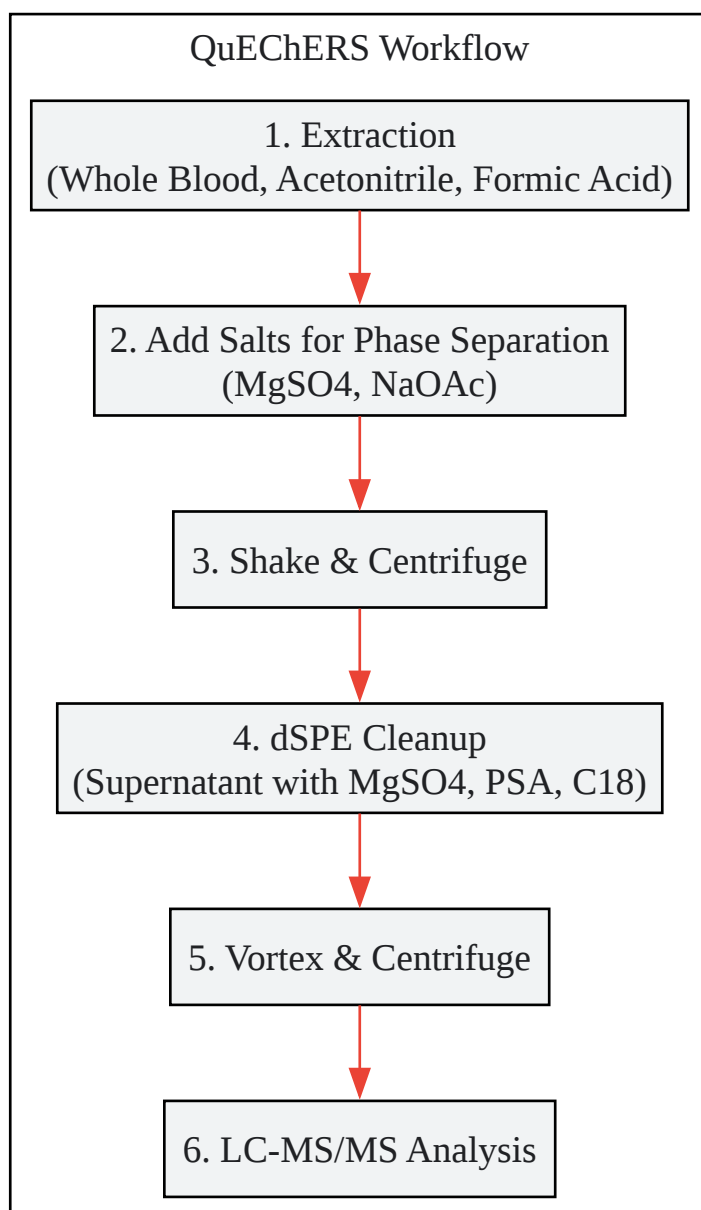 QuEChERS Workflow
1. Extraction
(Whole Blood, Acetonitrile, Formic Acid)
2. Add Salts for Phase Separation
(MgSO4, NaOAc)
3. Shake & Centrifuge
4. dSPE Cleanup
(Supernatant with MgSO4, PSA, C18)
5. Vortex & Centrifuge
6. LC-MS/MS Analysis